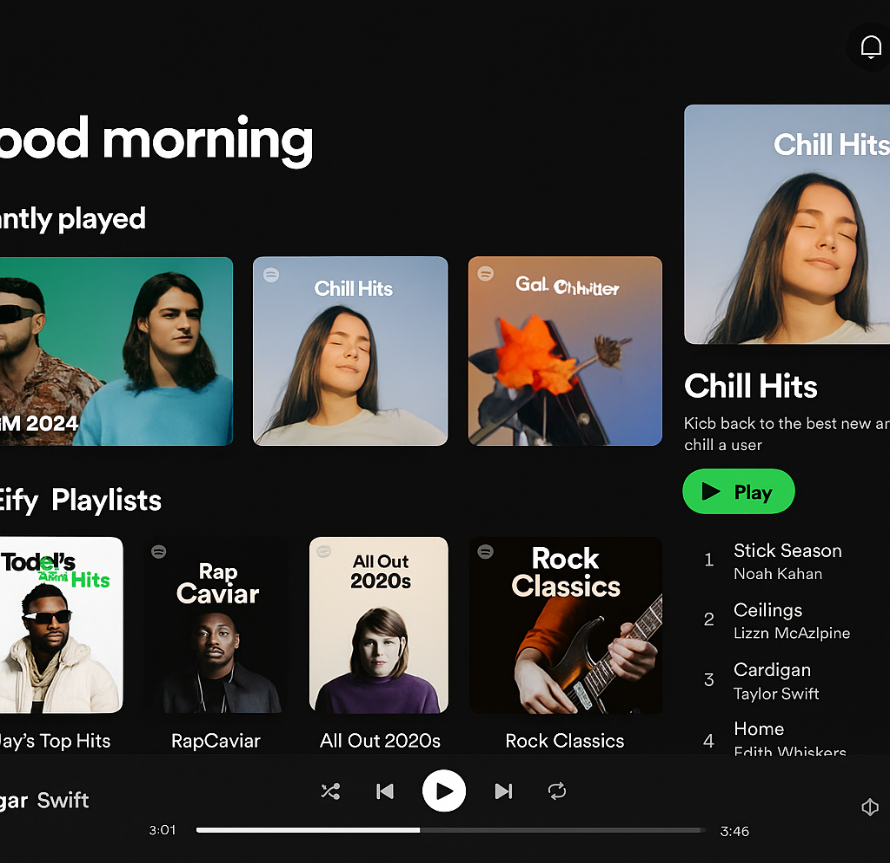 ood morning
ntly played
M 2024
Chill Hits
Gal
Chill Hits
Chill Hits
Kicb back to the best new ar
chill a user
Play
Eify Playlists
Todel's
Hits
Rap
Caviar
All Out
2020s
Rock
Classics
Jay's Top Hits
RapCaviar
All Out 2020s
Rock Classics
1 Stick Season
Noah Kahan
2 Ceilings
Lizzn McAzlpine
3 Cardigan
Taylor Swift
4 Home
Edith Whiskers
gar Swift
3:01
3:46